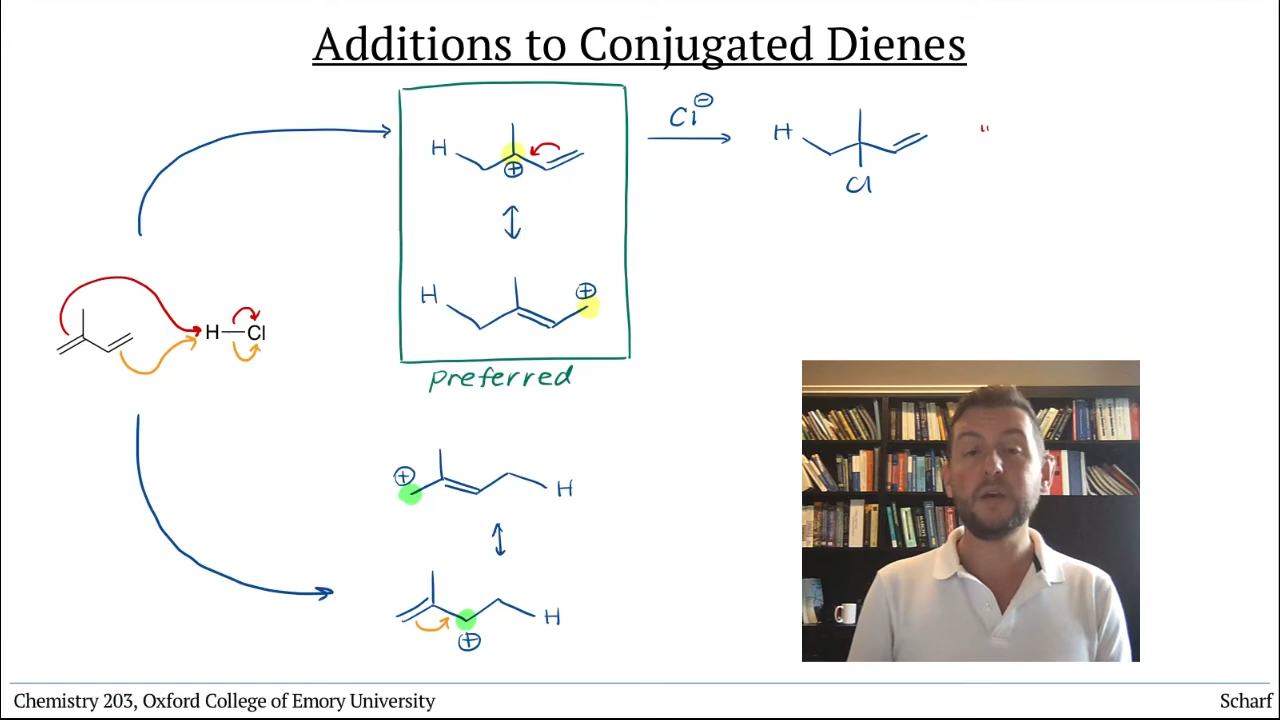 Additions to Conjugated Dienes
Cl⊖
H
H
⊕
Cl
"
H
⊕
H—Cl
preferred
⊕
H
H
⊕
Chemistry 203, Oxford College of Emory University
Scharf